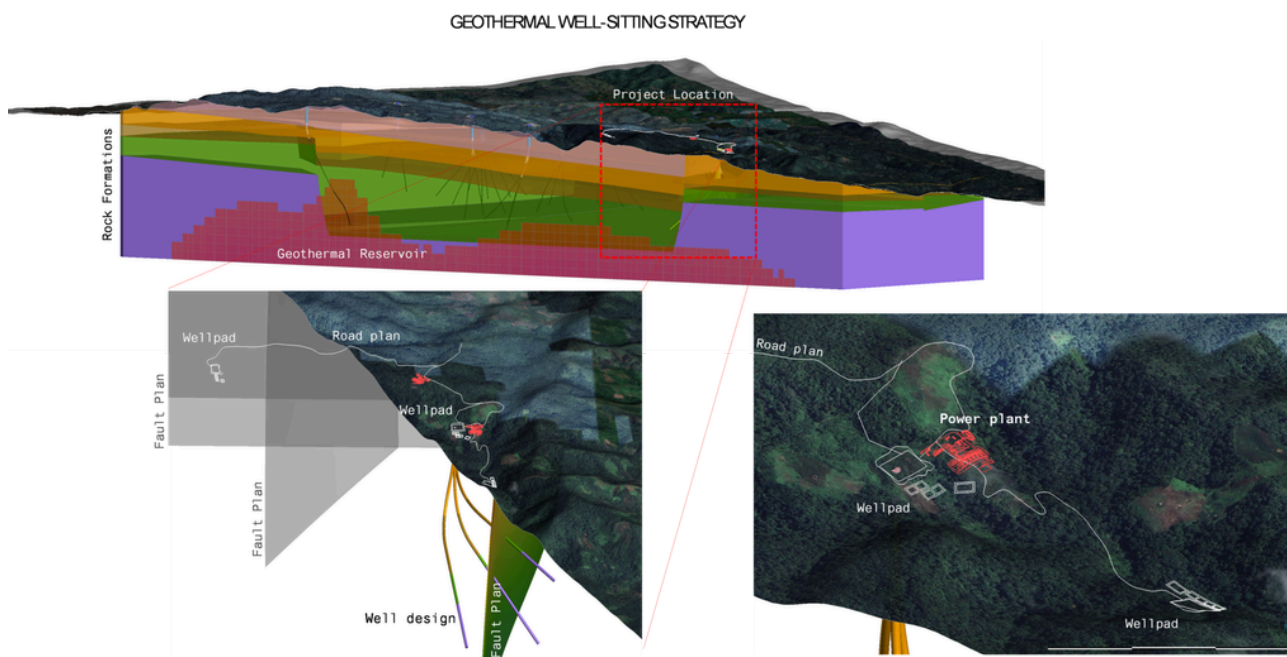 GEOTHERMAL WELL-SITTING STRATEGY
Project Location
Rock Formations
Geothermal Reservoir
Wellpad
Road plan
Wellpad
Fault Plan
Fault Plan
Well design
Fault Plan
Road plan
Power plant
Wellpad
Wellpad